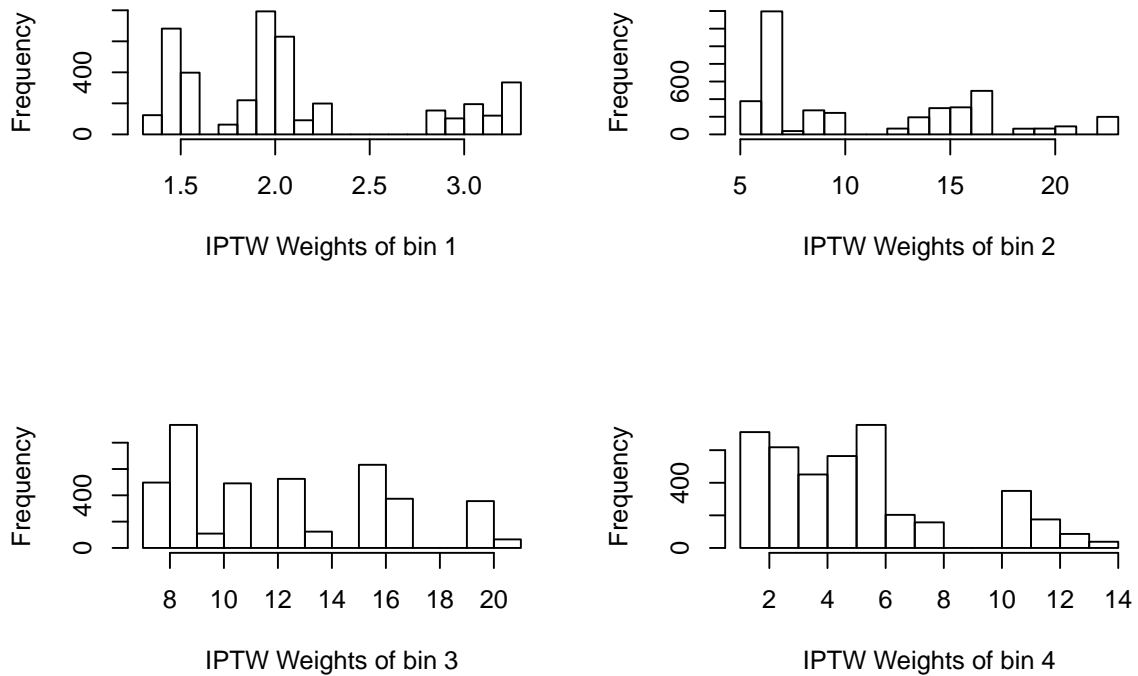 Frequency
0 400
1.5 2.0 2.5 3.0
IPTW Weights of bin 1
Frequency
0 600
5 10 15 20
IPTW Weights of bin 2
Frequency
0 400
8 10 12 14 16 18 20
IPTW Weights of bin 3
Frequency
0 400
2 4 6 8 10 12 14
IPTW Weights of bin 4